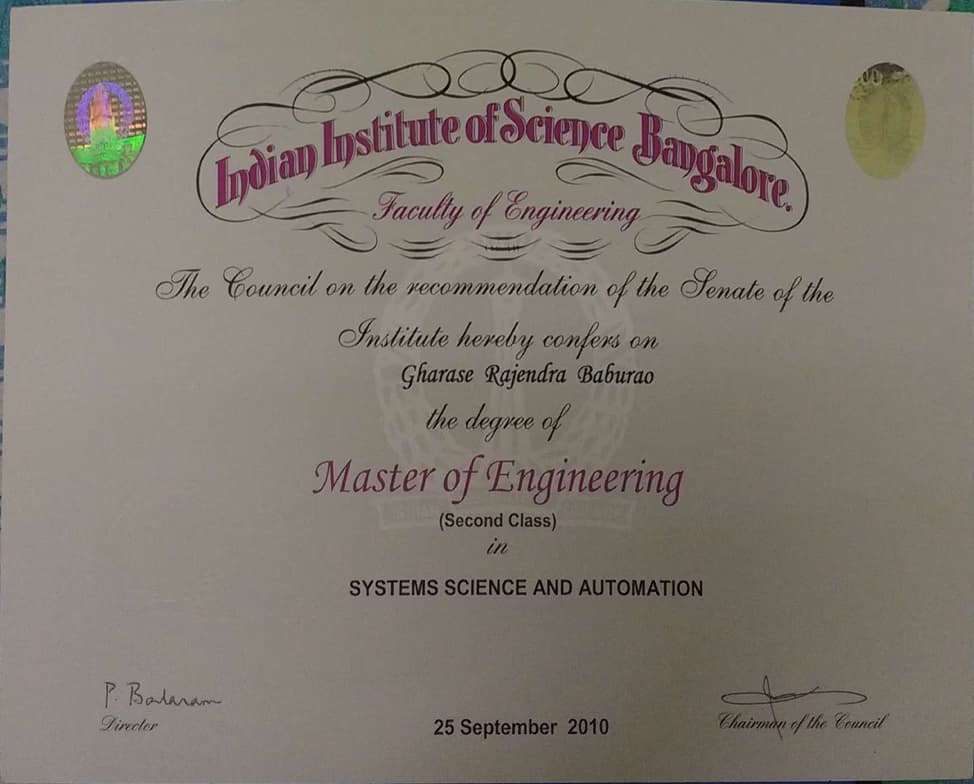 Indian Institute of Science Bangalore.
Faculty of Engineering
The Council on the recommendation of the Senate of the
Institute hereby confers on
Gharase Rajendra Baburao
the degree of
Master of Engineering
(Second Class)
in
SYSTEMS SCIENCE AND AUTOMATION
P. Balaram
Director
25 September 2010
Chairman of the Council